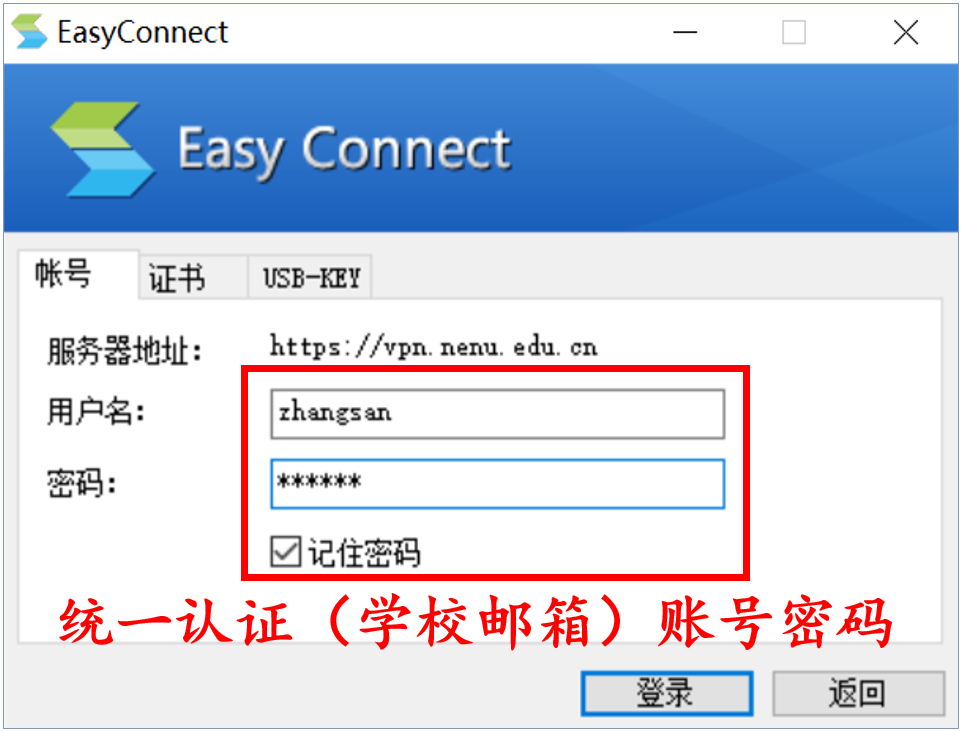 EasyConnect
Easy Connect
帐号 证书 USB-KEY
服务器地址： https://vpn.nenu.edu.cn
用户名： zhangsan
密码： ******
记住密码
统一认证（学校邮箱）账号密码
登录 返回